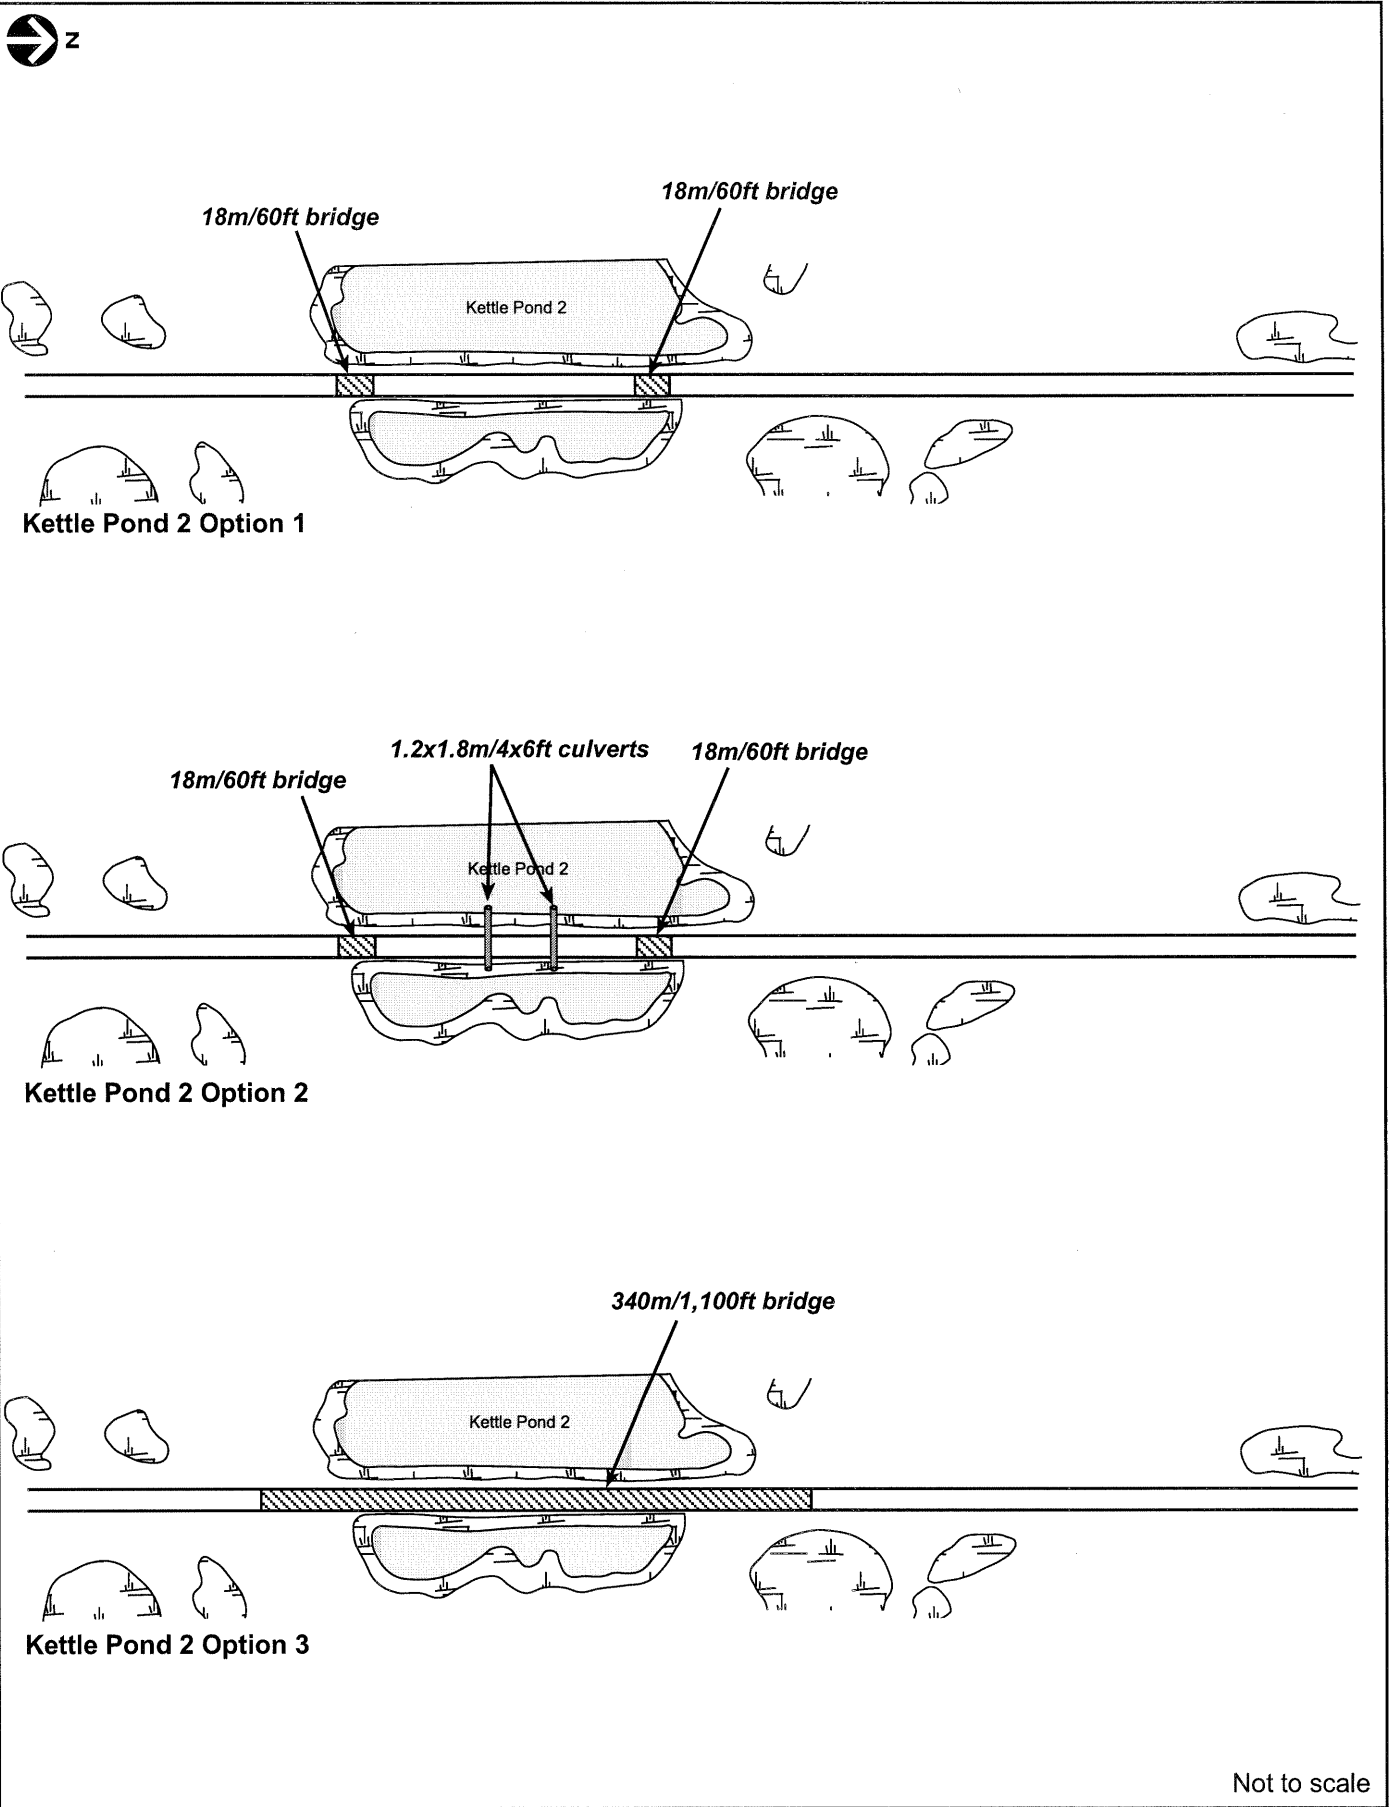 N
18m/60ft bridge
18m/60ft bridge
Kettle Pond 2
Kettle Pond 2 Option 1
1.2x1.8m/4x6ft culverts
18m/60ft bridge
18m/60ft bridge
Kettle Pond 2
Kettle Pond 2 Option 2
340m/1,100ft bridge
Kettle Pond 2
Kettle Pond 2 Option 3
Not to scale